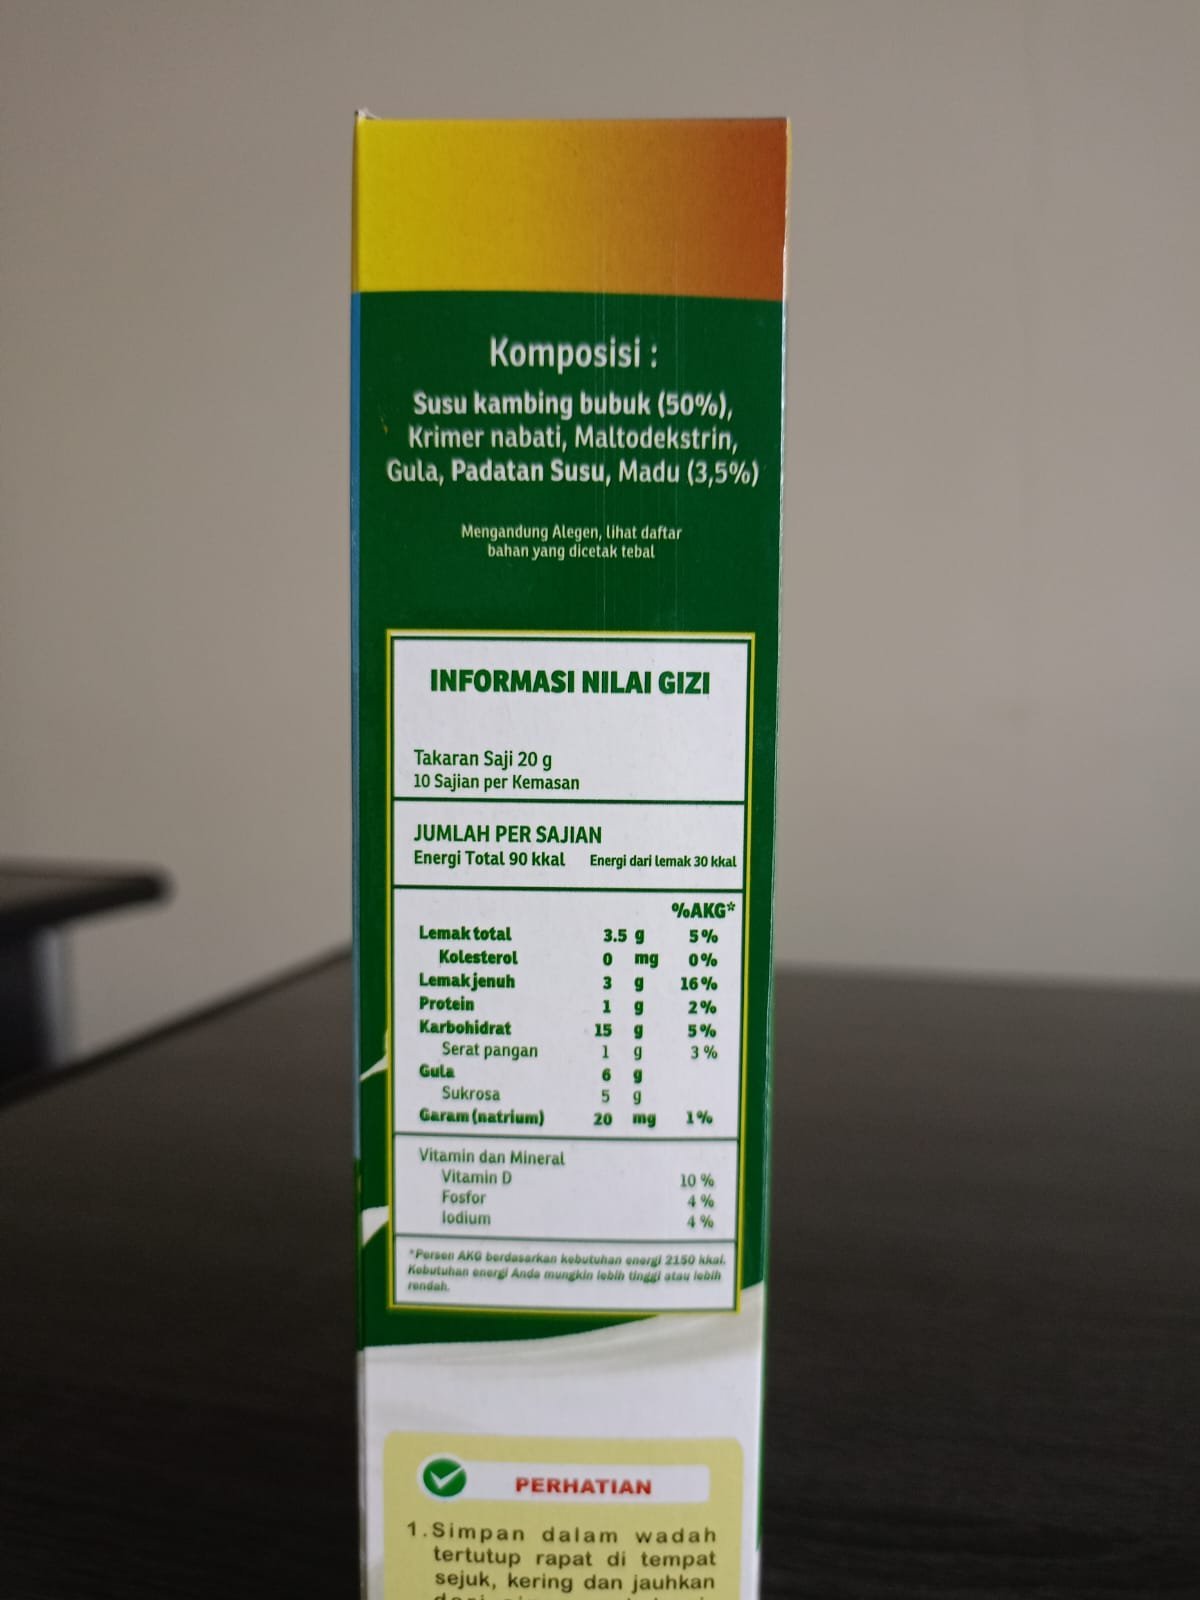 Komposisi :
Susu kambing bubuk (50%),
Krimer nabati, Maltodekstrin,
Gula, Padatan Susu, Madu (3,5%)
Mengandung Alegen, lihat daftar
bahan yang dicetak tebal
INFORMASI NILAI GIZI
Takaran Saji 20 g
10 Sajian per Kemasan
JUMLAH PER SAJIAN
Energi Total 90 kkal Energi dari lemak 30 kkal
%AKG*
Lemak total 3.5 g 5%
Kolesterol 0 mg 0%
Lemak jenuh 3 g 16%
Protein 1 g 2%
Karbohidrat 15 g 5%
Serat pangan 1 g 3%
Gula 6 g
Sukrosa 5 g
Garam (natrium) 20 mg 1%
Vitamin dan Mineral
Vitamin D 10 %
Fosfor 4 %
Iodium 4 %
*Persen AKG berdasarkan kebutuhan energi 2150 kkal.
Kebutuhan energi Anda mungkin lebih tinggi atau lebih
rendah.
PERHATIAN
1. Simpan dalam wadah
tertutup rapat di tempat
sejuk, kering dan jauhkan